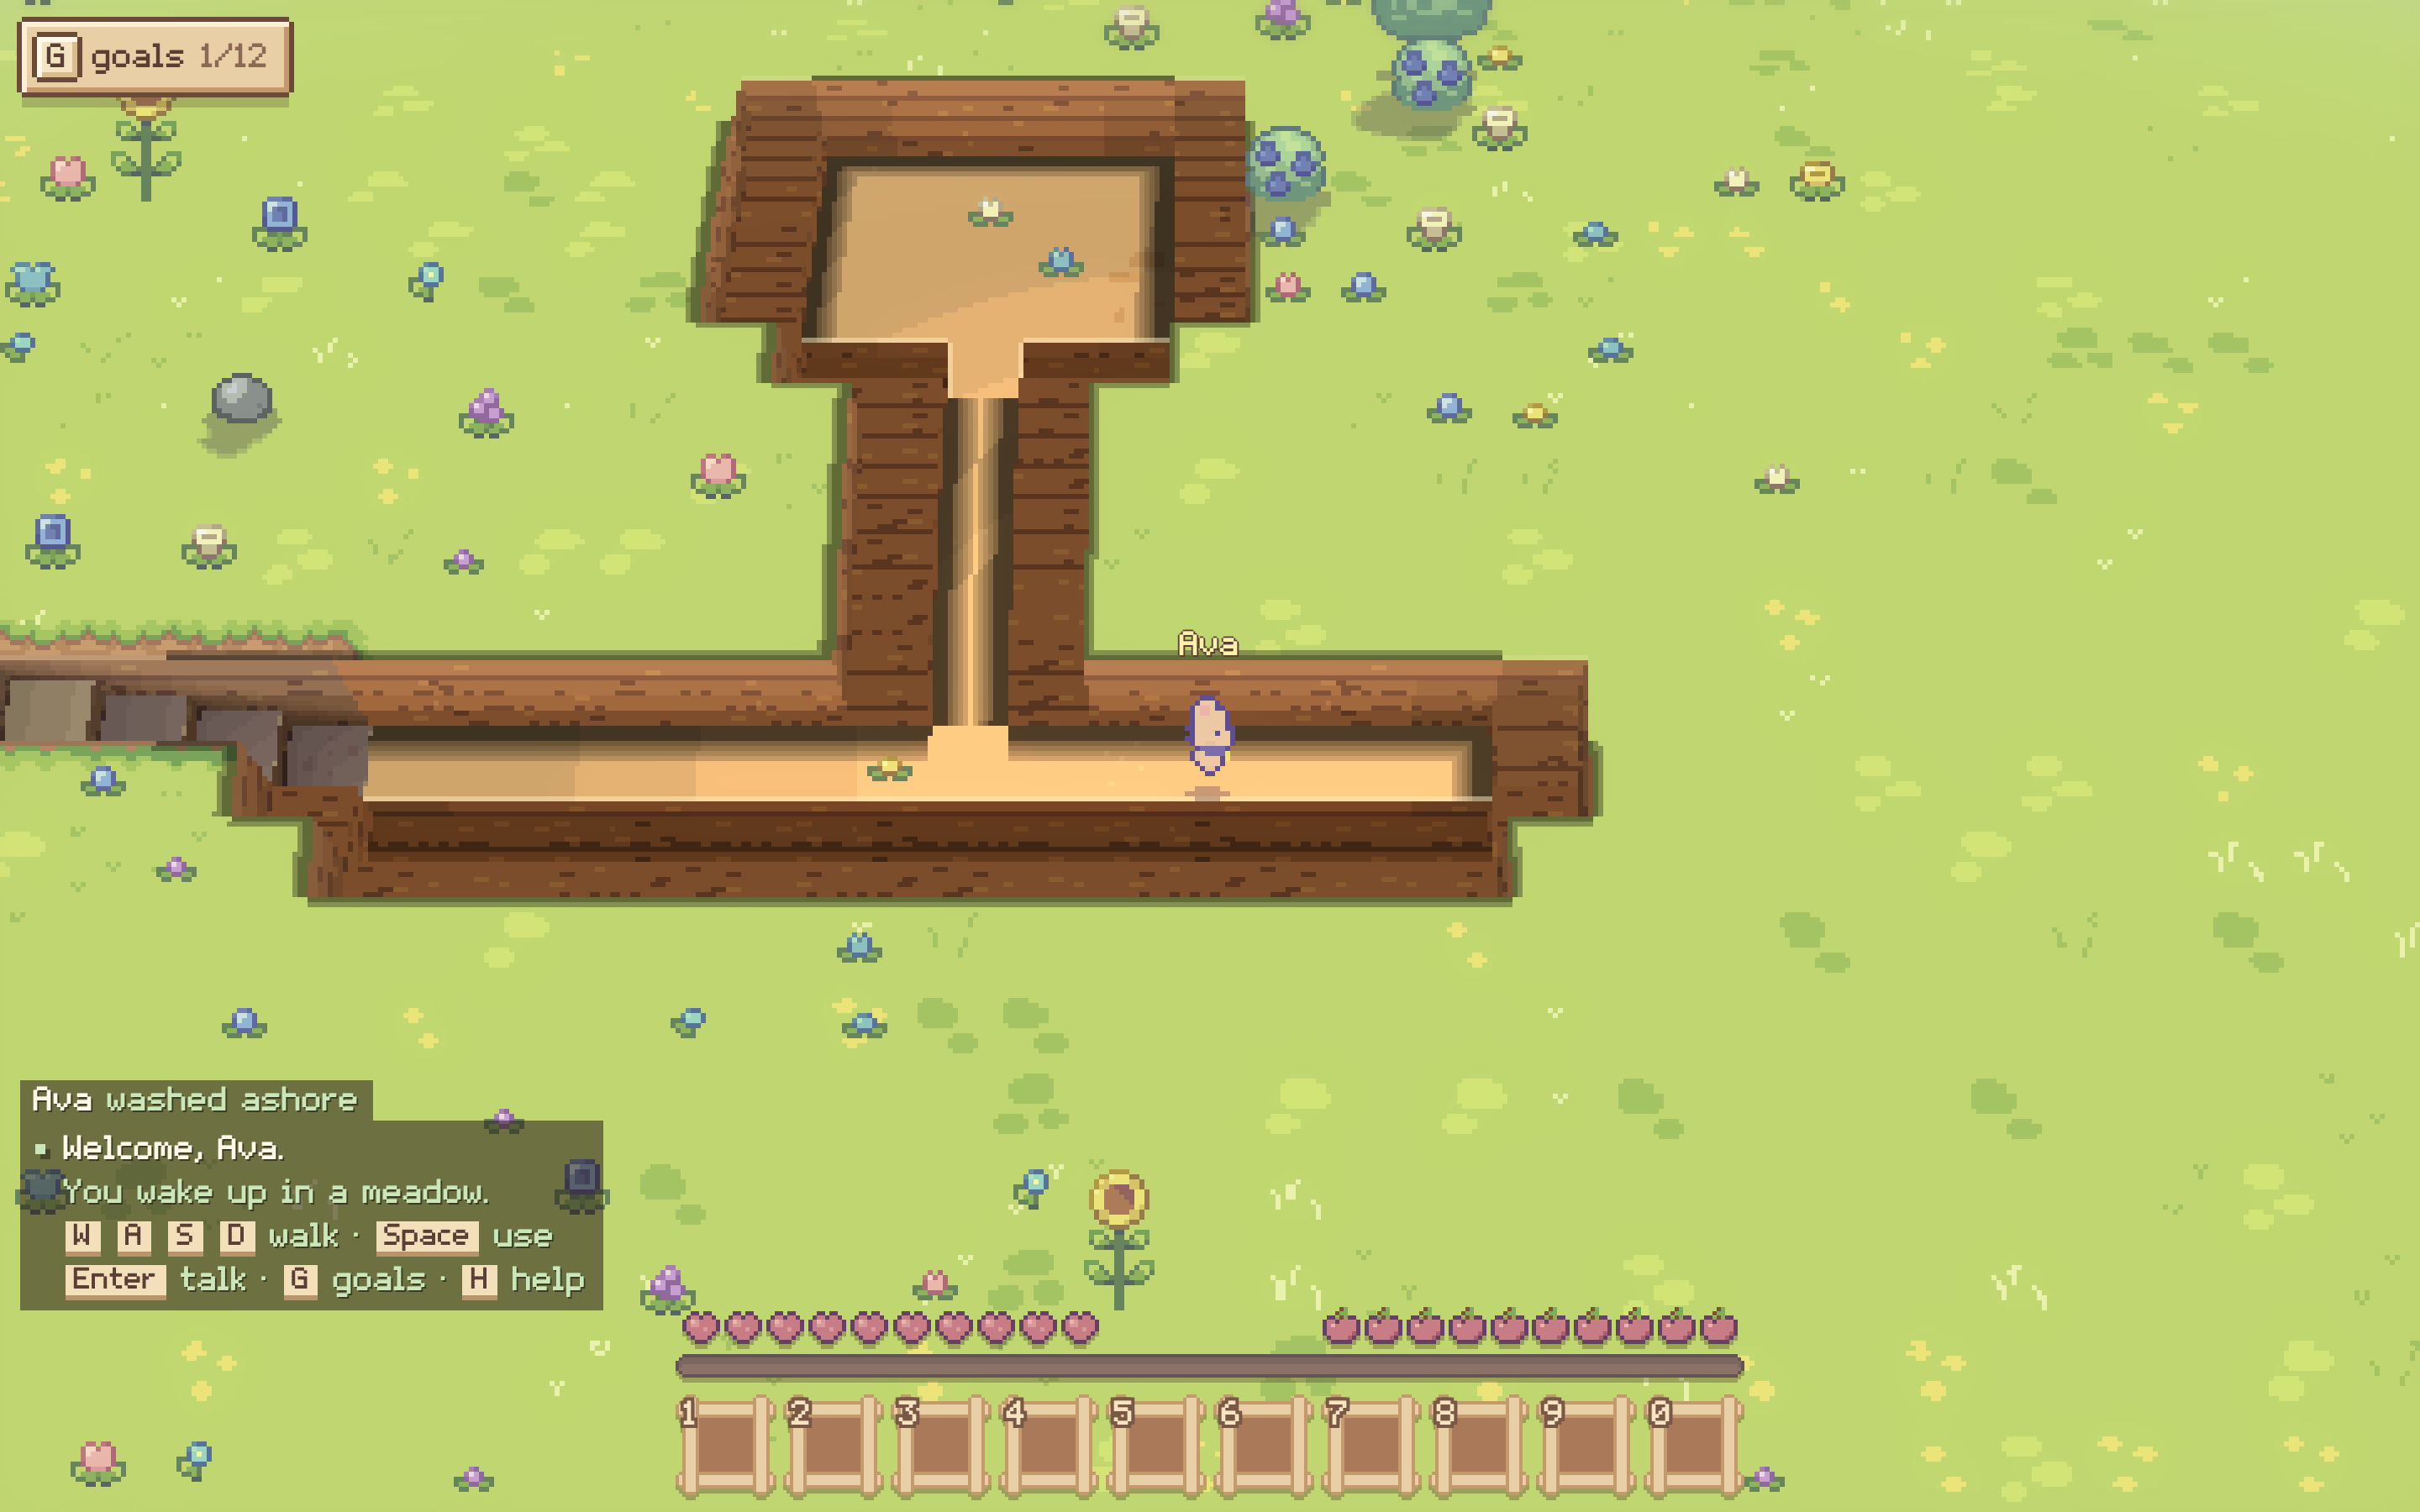 G goals 1/12
Ava
Ava washed ashore
Welcome, Ava.
You wake up in a meadow.
W A S D walk · Space use
Enter talk · G goals · H help
1 2 3 4 5 6 7 8 9 0